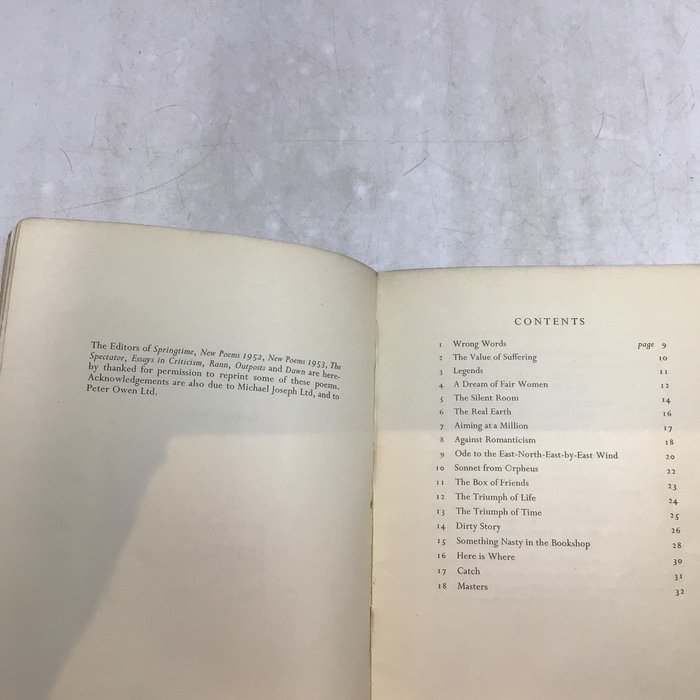 The Editors of Springtime, New Poems 1952, New Poems 1953, The
Spectator, Essays in Criticism, Rann, Outposts and Dawn are here-
by thanked for permission to reprint some of these poems.
Acknowledgements are also due to Michael Joseph Ltd, and to
Peter Owen Ltd.
CONTENTS
1 Wrong Words page 9
2 The Value of Suffering 10
3 Legends 11
4 A Dream of Fair Women 12
5 The Silent Room 14
6 The Real Earth 16
7 Aiming at a Million 17
8 Against Romanticism 18
9 Ode to the East-North-East-by-East Wind 20
10 Sonnet from Orpheus 22
11 The Box of Friends 23
12 The Triumph of Life 24
13 The Triumph of Time 25
14 Dirty Story 26
15 Something Nasty in the Bookshop 28
16 Here is Where 30
17 Catch 31
18 Masters 32